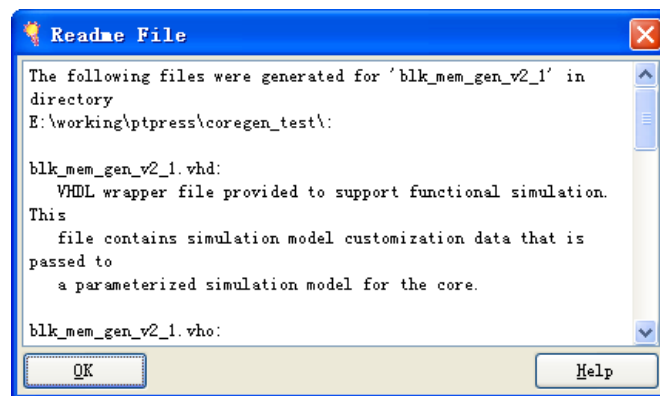 Readme File
The following files were generated for 'blk_mem_gen_v2_1' in
directory
E:\working\ptpress\coregen_test\:
blk_mem_gen_v2_1.vhd:
VHDL wrapper file provided to support functional simulation.
This
file contains simulation model customization data that is
passed to
a parameterized simulation model for the core.
blk_mem_gen_v2_1.vho:
OK
Help